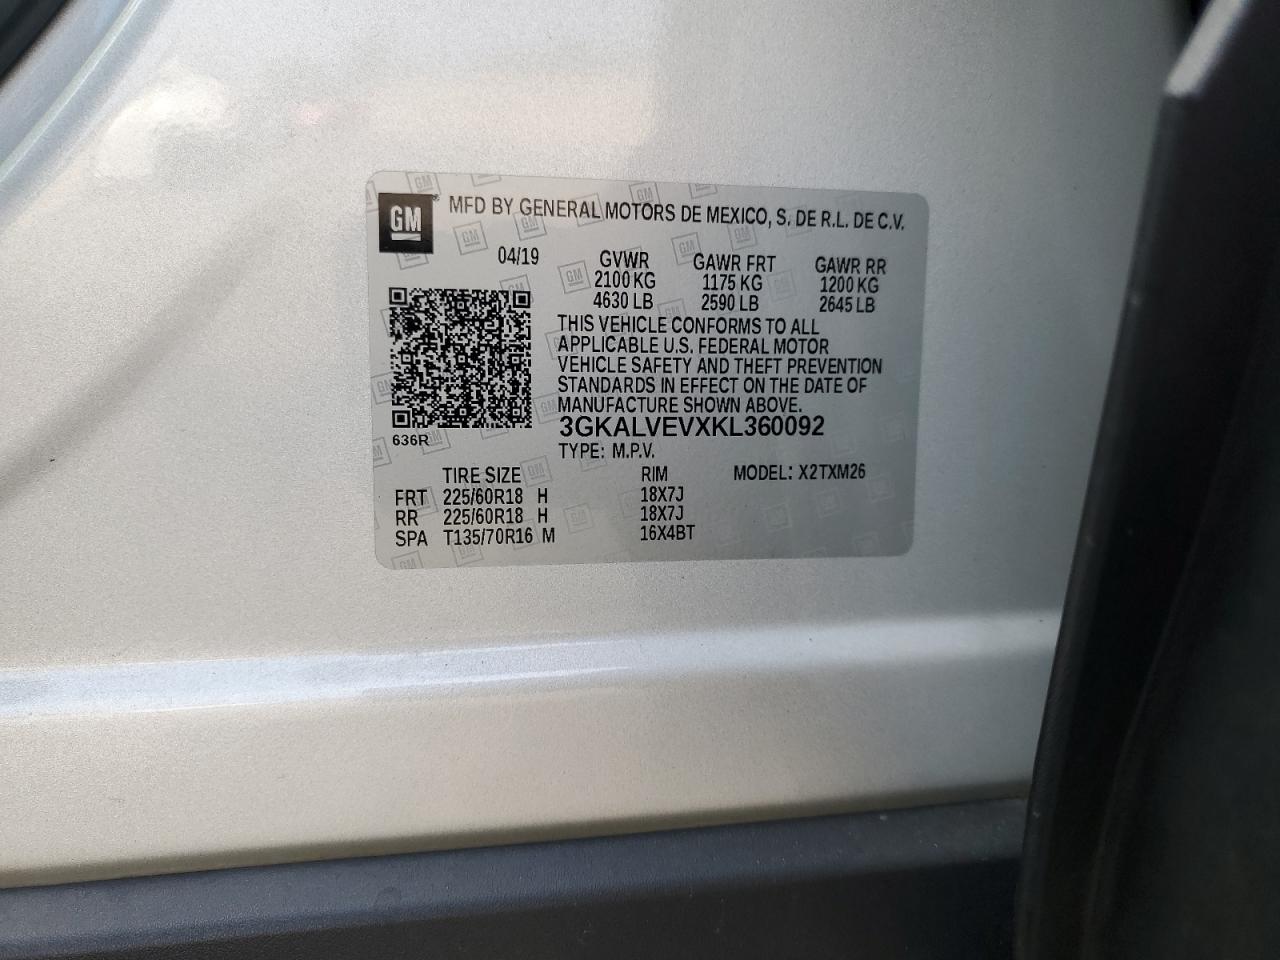 GM
MFD BY GENERAL MOTORS DE MEXICO, S. DE R.L. DE C.V.
04/19 GVWR GAWR FRT GAWR RR
2100 KG 1175 KG 1200 KG
4630 LB 2590 LB 2645 LB
THIS VEHICLE CONFORMS TO ALL
APPLICABLE U.S. FEDERAL MOTOR
VEHICLE SAFETY AND THEFT PREVENTION
STANDARDS IN EFFECT ON THE DATE OF
MANUFACTURE SHOWN ABOVE.
3GKALVEVXKL360092
636R
TYPE: M.P.V.
TIRE SIZE RIM MODEL: X2TXM26
FRT 225/60R18 H 18X7J
RR 225/60R18 H 18X7J
SPA T135/70R16 M 16X4BT